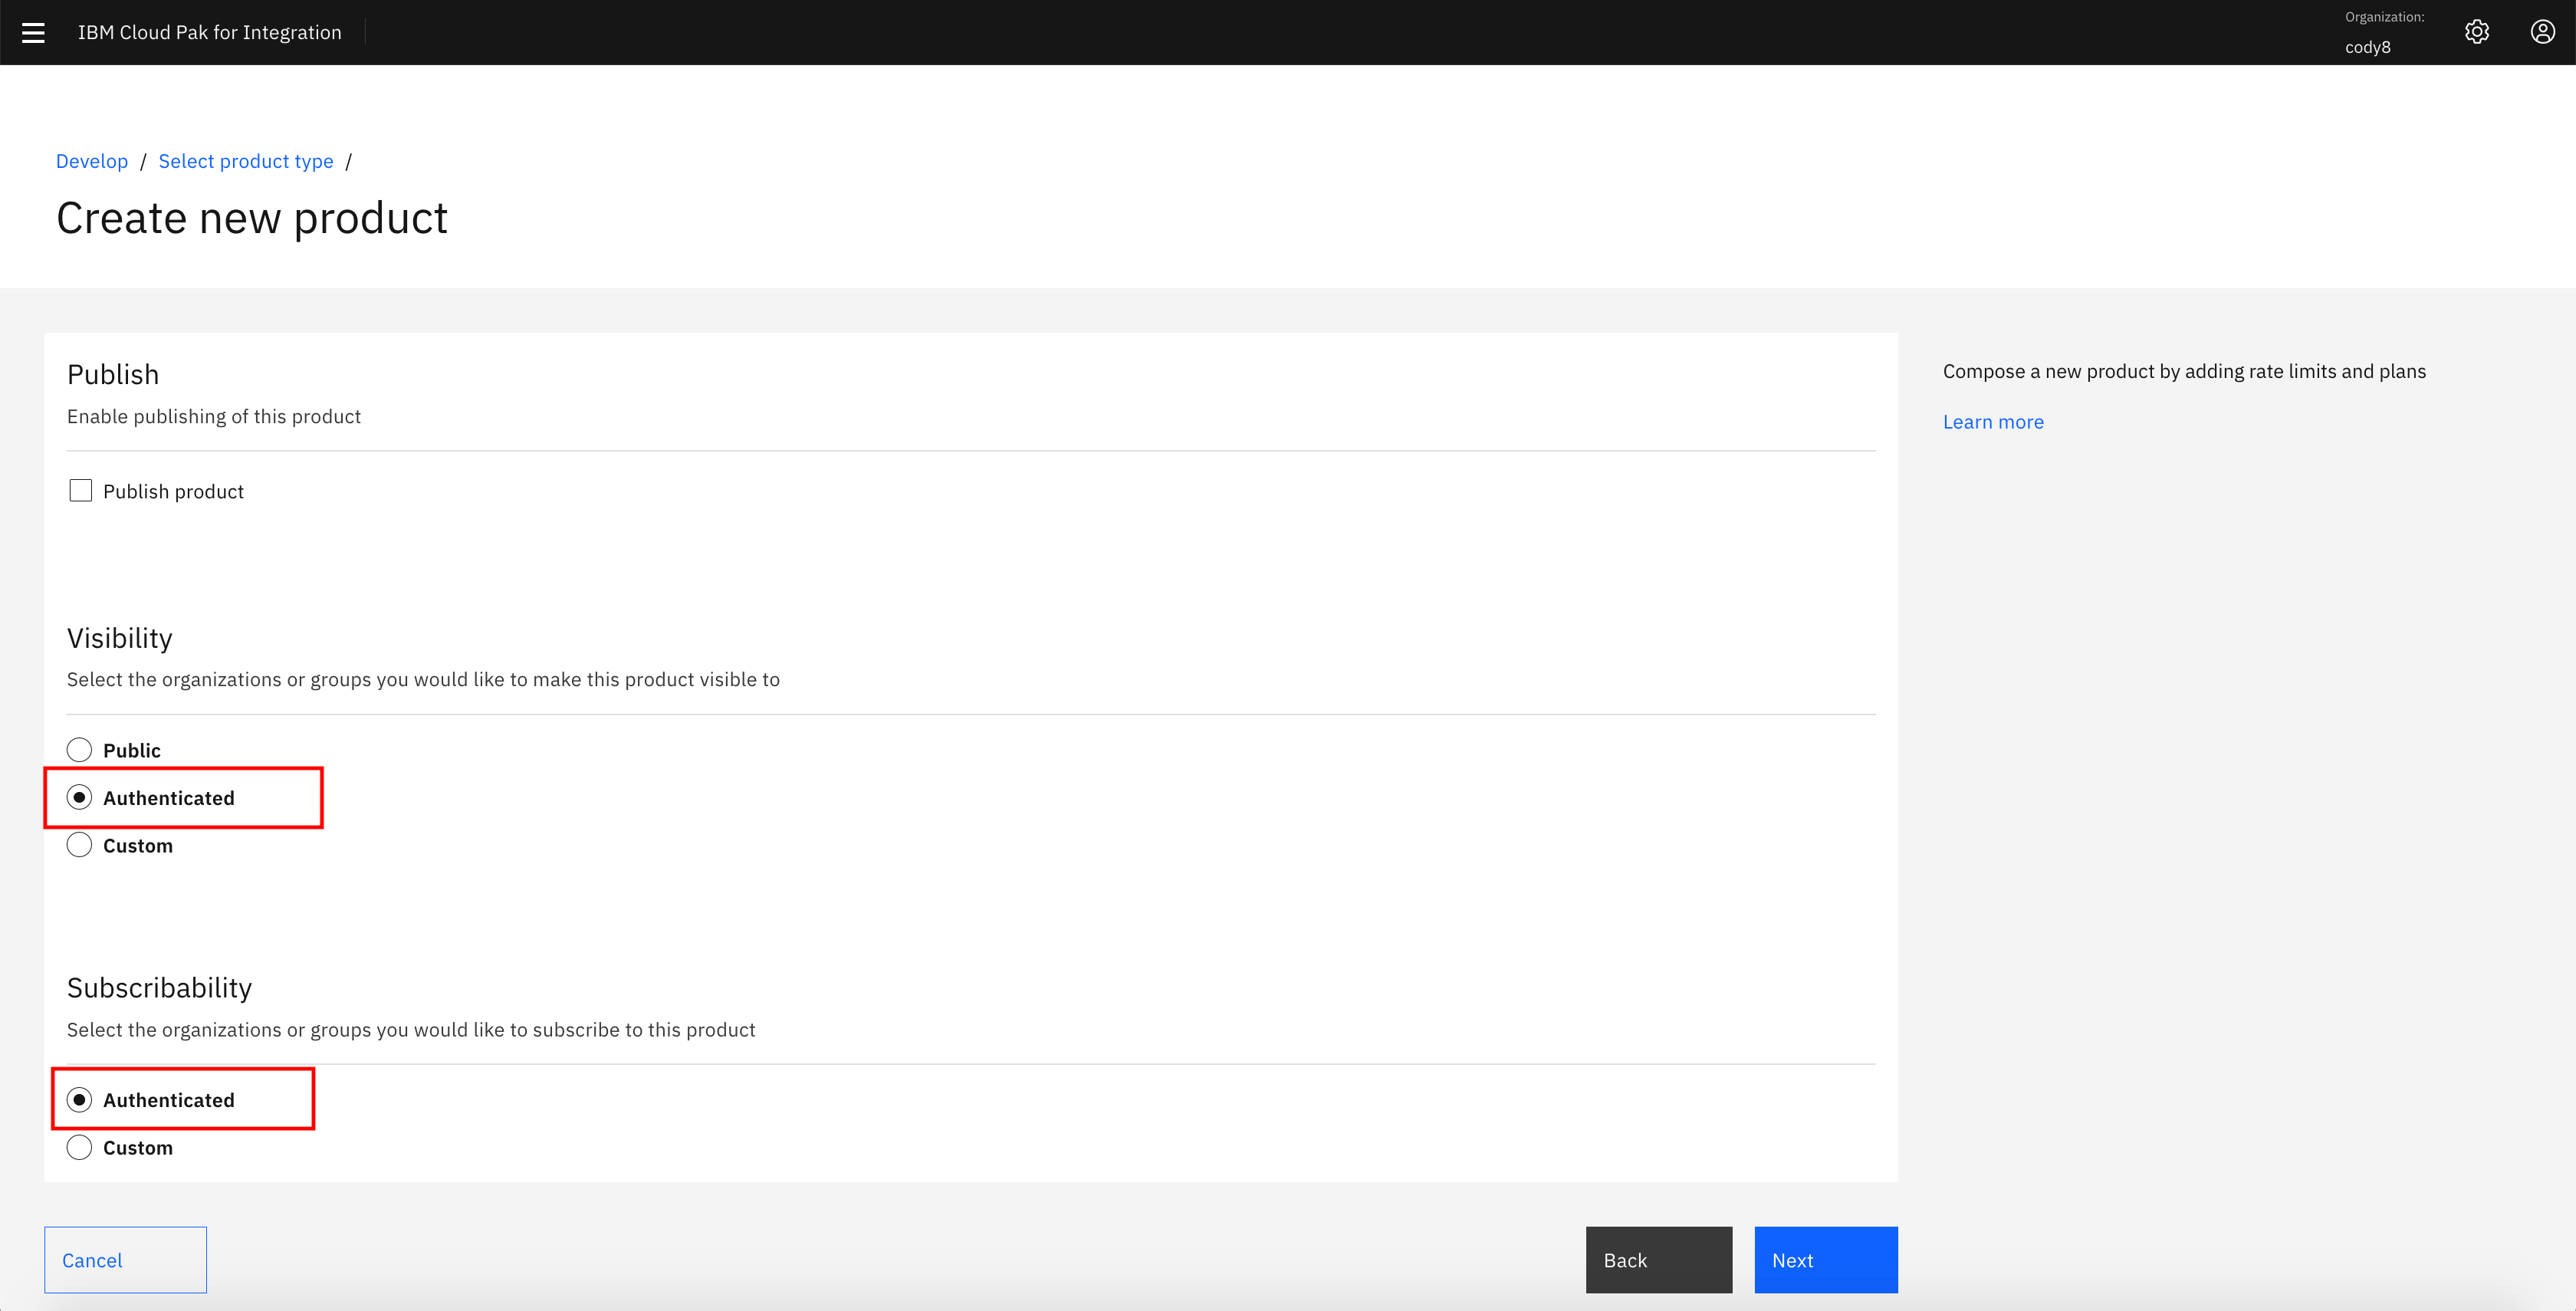 IBM Cloud Pak for Integration
Organization:
cody8
Develop / Select product type /
Create new product
Publish
Enable publishing of this product
Publish product
Compose a new product by adding rate limits and plans
Learn more
Visibility
Select the organizations or groups you would like to make this product visible to
Public
Authenticated
Custom
Subscribability
Select the organizations or groups you would like to subscribe to this product
Authenticated
Custom
Cancel
Back
Next